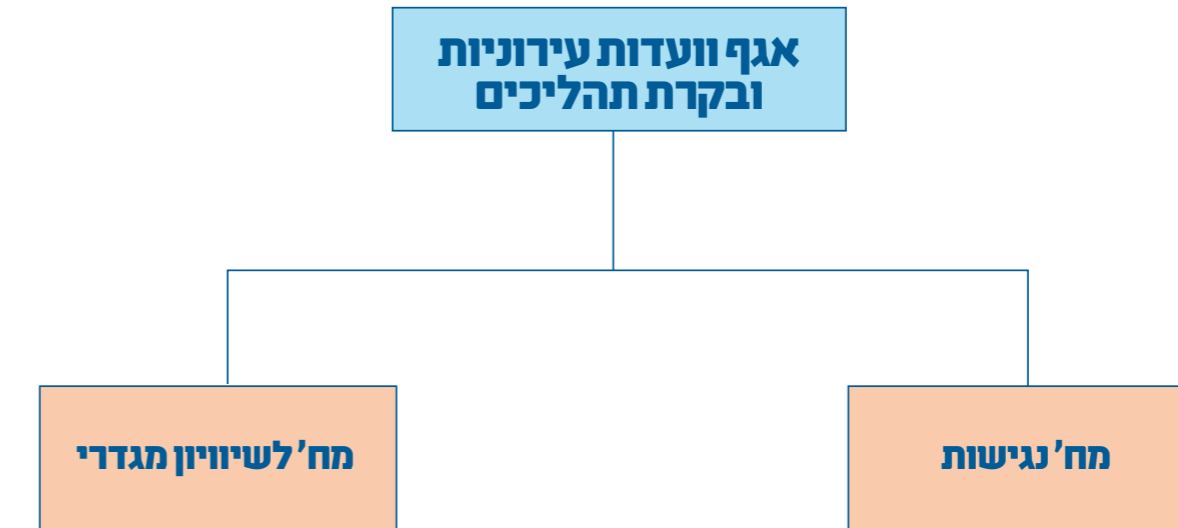 אגף וועדות עירוניות
ובקרת תהליכים
מח' נגישות
מח' לשיוויון מגדרי